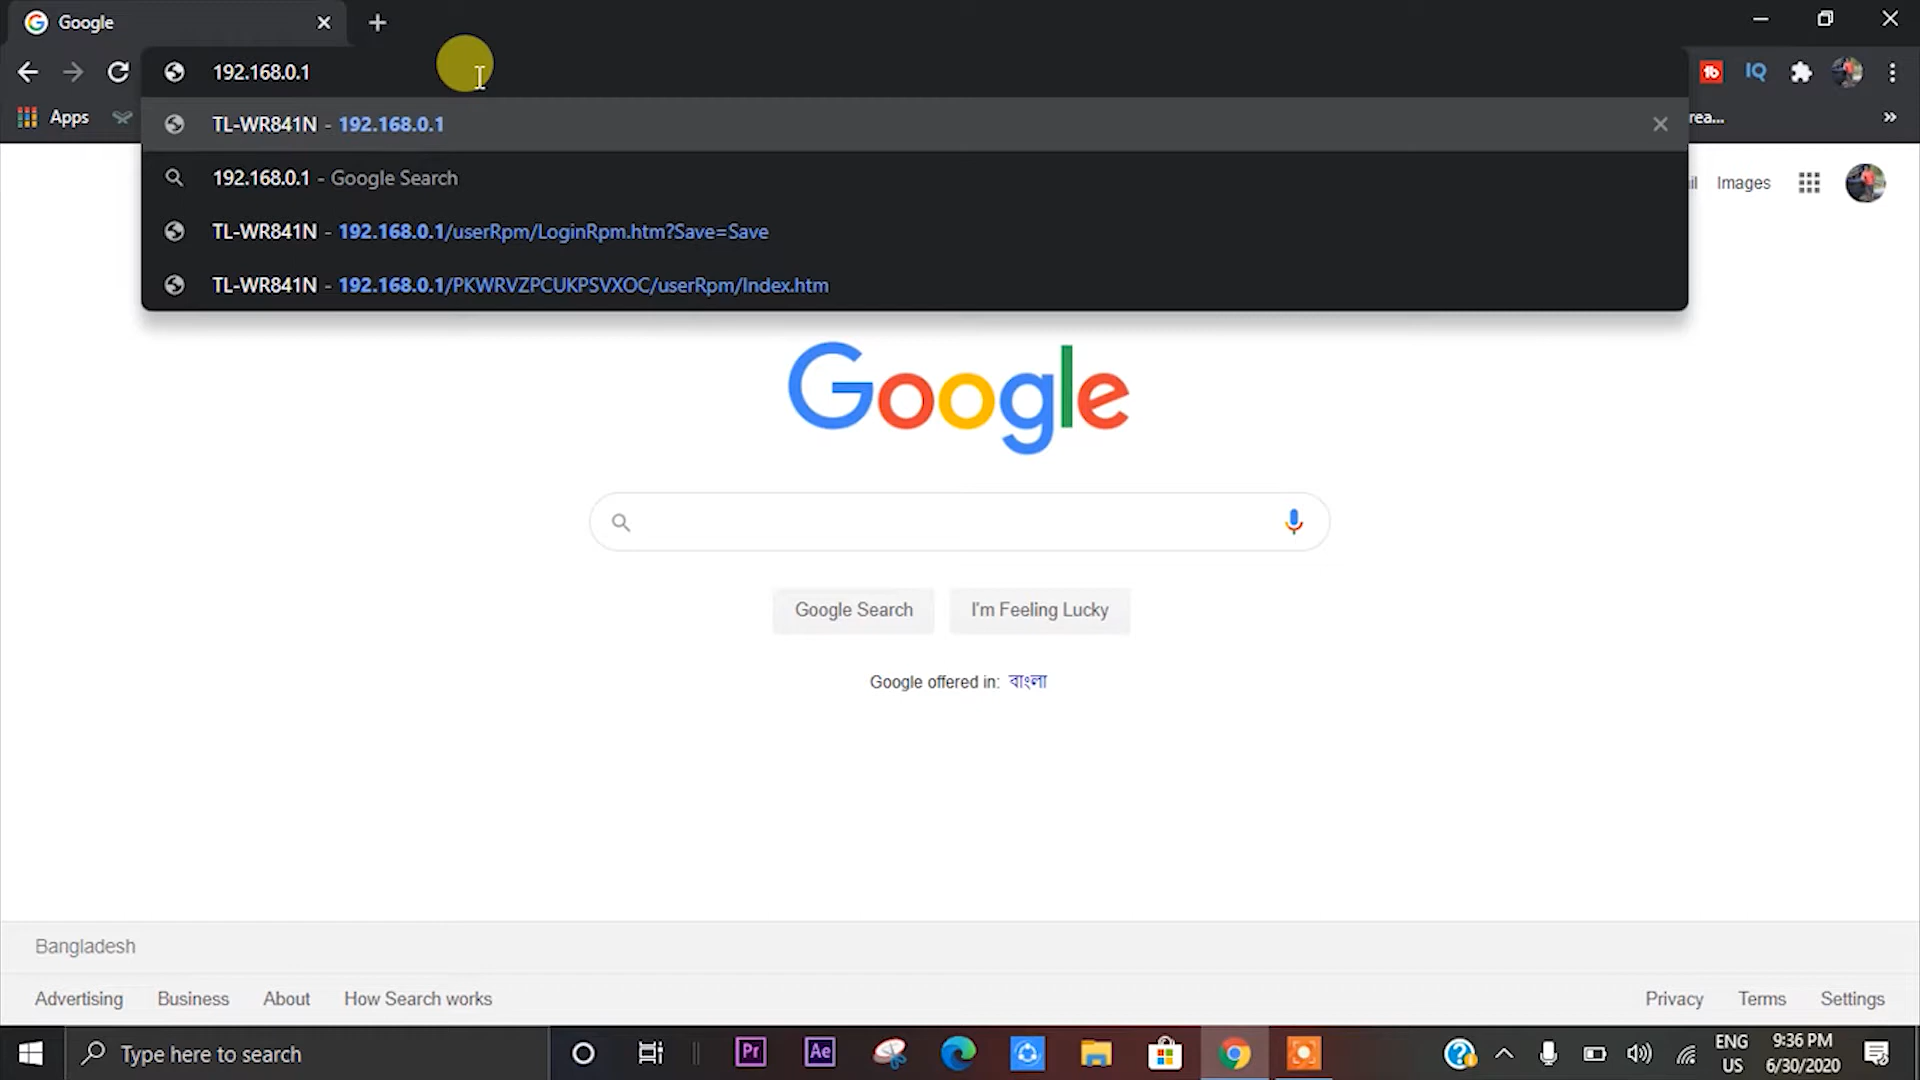 Google
192.168.0.1
Apps
rea...
»
TL-WR841N - 192.168.0.1
192.168.0.1 - Google Search
TL-WR841N - 192.168.0.1/userRpm/LoginRpm.htm?Save=Save
TL-WR841N - 192.168.0.1/PKWRVZPCUKPSVXOC/userRpm/Index.htm
il Images
Google
Google Search
I'm Feeling Lucky
Google offered in: বাংলা
Bangladesh
Advertising Business About How Search works
Privacy Terms Settings
Type here to search
Pr
Ae
ENG
US
9:36 PM
6/30/2020
IQ